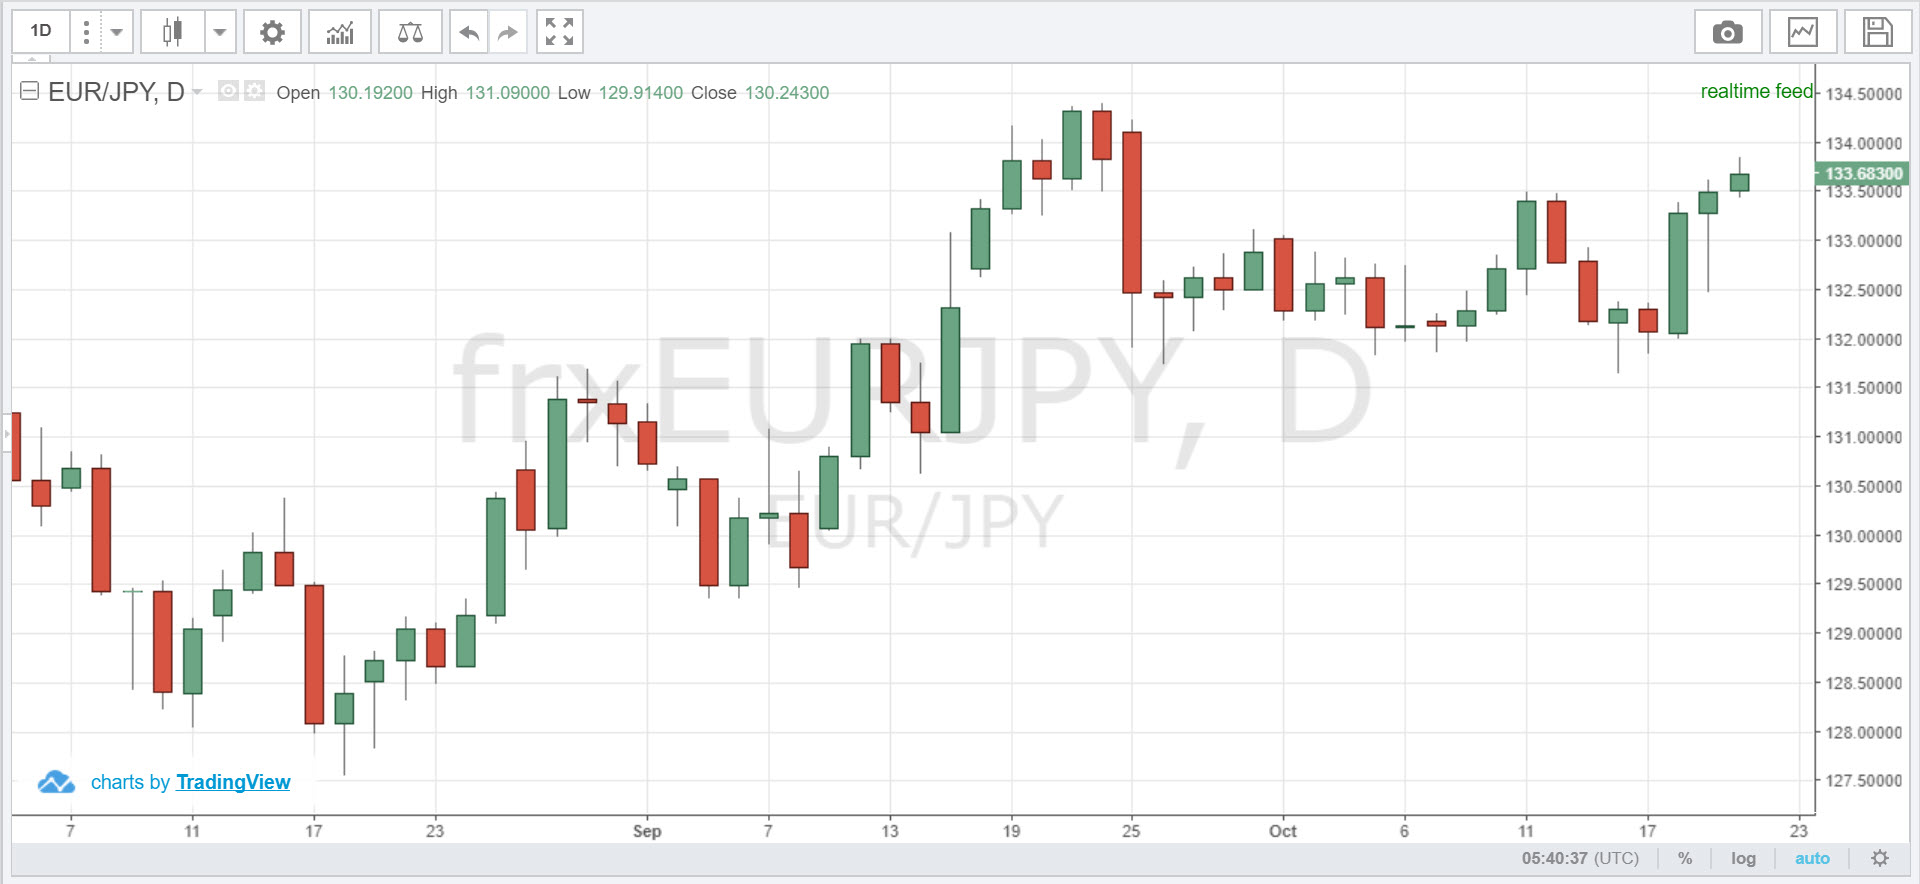 1D
EUR/JPY, D Open 130.19200 High 131.09000 Low 129.91400 Close 130.24300
realtime feed
134.50000
134.00000
133.68300
133.50000
133.00000
132.50000
132.00000
131.50000
131.00000
130.50000
130.00000
129.50000
129.00000
128.50000
128.00000
127.50000
frxEURJPY, D
EUR/JPY
charts by TradingView
7 11 17 23 Sep 7 13 19 25 Oct 6 11 17 23
05:40:37 (UTC) % log auto